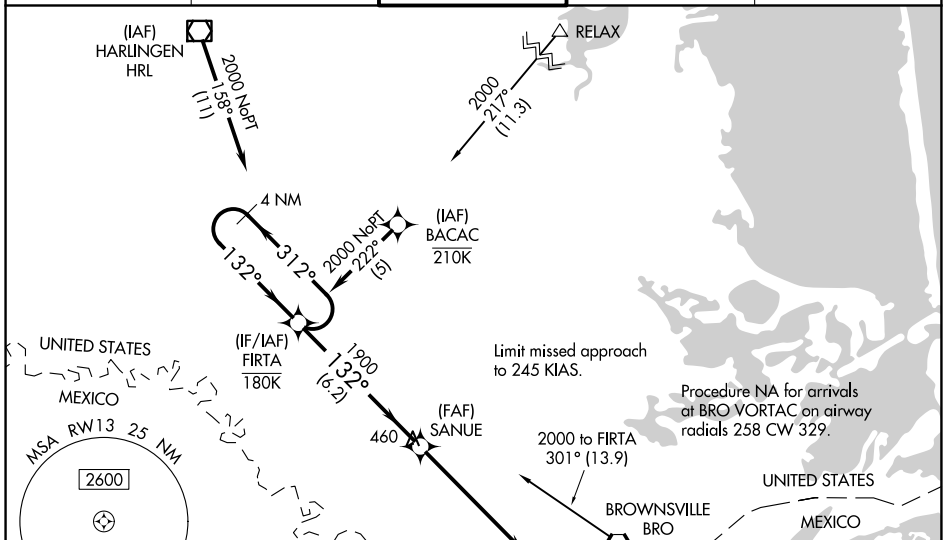 (IAF)
HARLINGEN
HRL
RELAX
2000 NoPT
158°
(11)
2000
217°
(11.3)
4 NM
(IAF)
BACAC
210K
2000 NoPT
222°
(5)
312°
132°
(IF/IAF)
FIRTA
180K
1900
132°
(6.2)
UNITED STATES
MEXICO
Limit missed approach
to 245 KIAS.
Procedure NA for arrivals
at BRO VORTAC on airway
radials 258 CW 329.
(FAF)
SANUE
460
MSA RW13 25 NM
2600
2000 to FIRTA
301° (13.9)
BROWNSVILLE
BRO
UNITED STATES
MEXICO